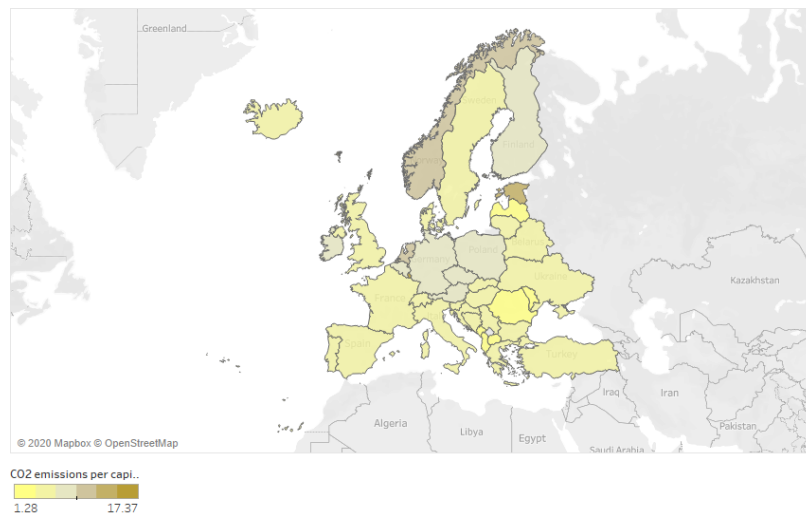 Greenland
Sweden
Finland
Poland
Germany
Belarus
Ukraine
France
Kazakhstan
Spain
Turkey
Iraq
Iran
Algeria
Libya
Egypt
Pakistan
Saudi Arabia
© 2020 Mapbox © OpenStreetMap
CO2 emissions per capi..
1.28 17.37